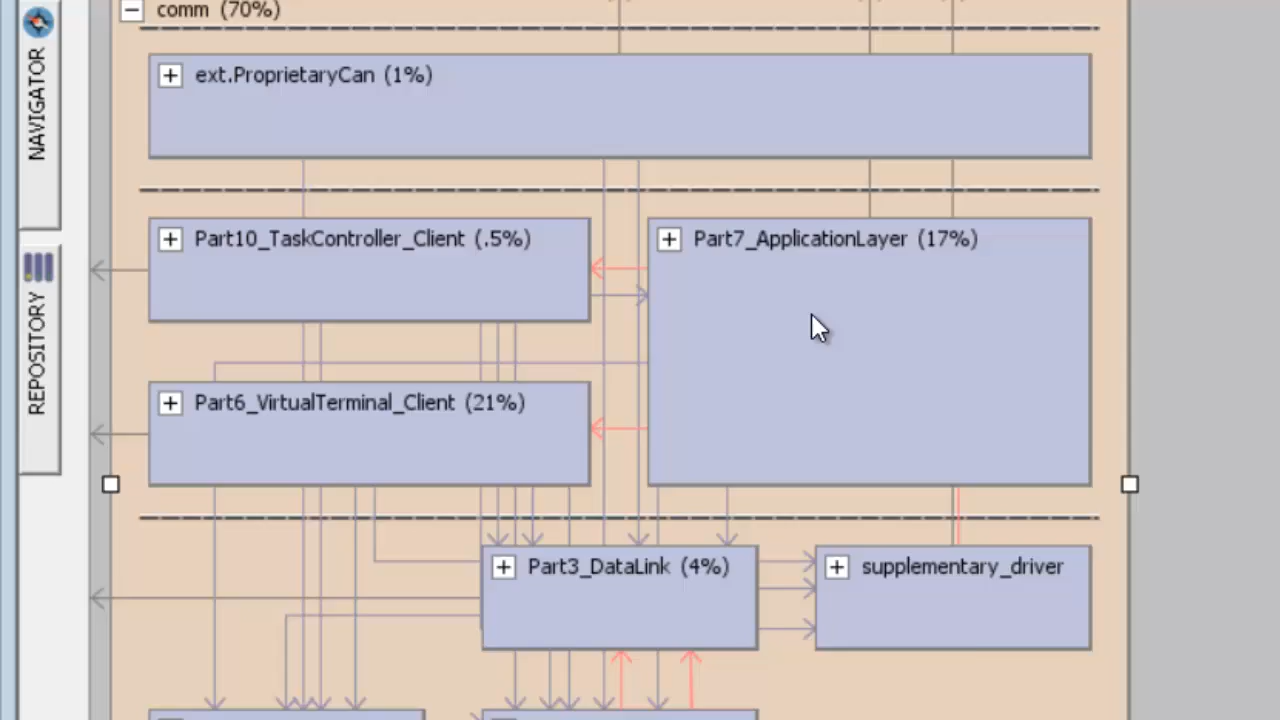 comm (70%)
ext.ProprietaryCan (1%)
NAVIGATOR
Part10_TaskController_Client (.5%)
Part7_ApplicationLayer (17%)
REPOSITORY
Part6_VirtualTerminal_Client (21%)
Part3_DataLink (4%)
supplementary_driver